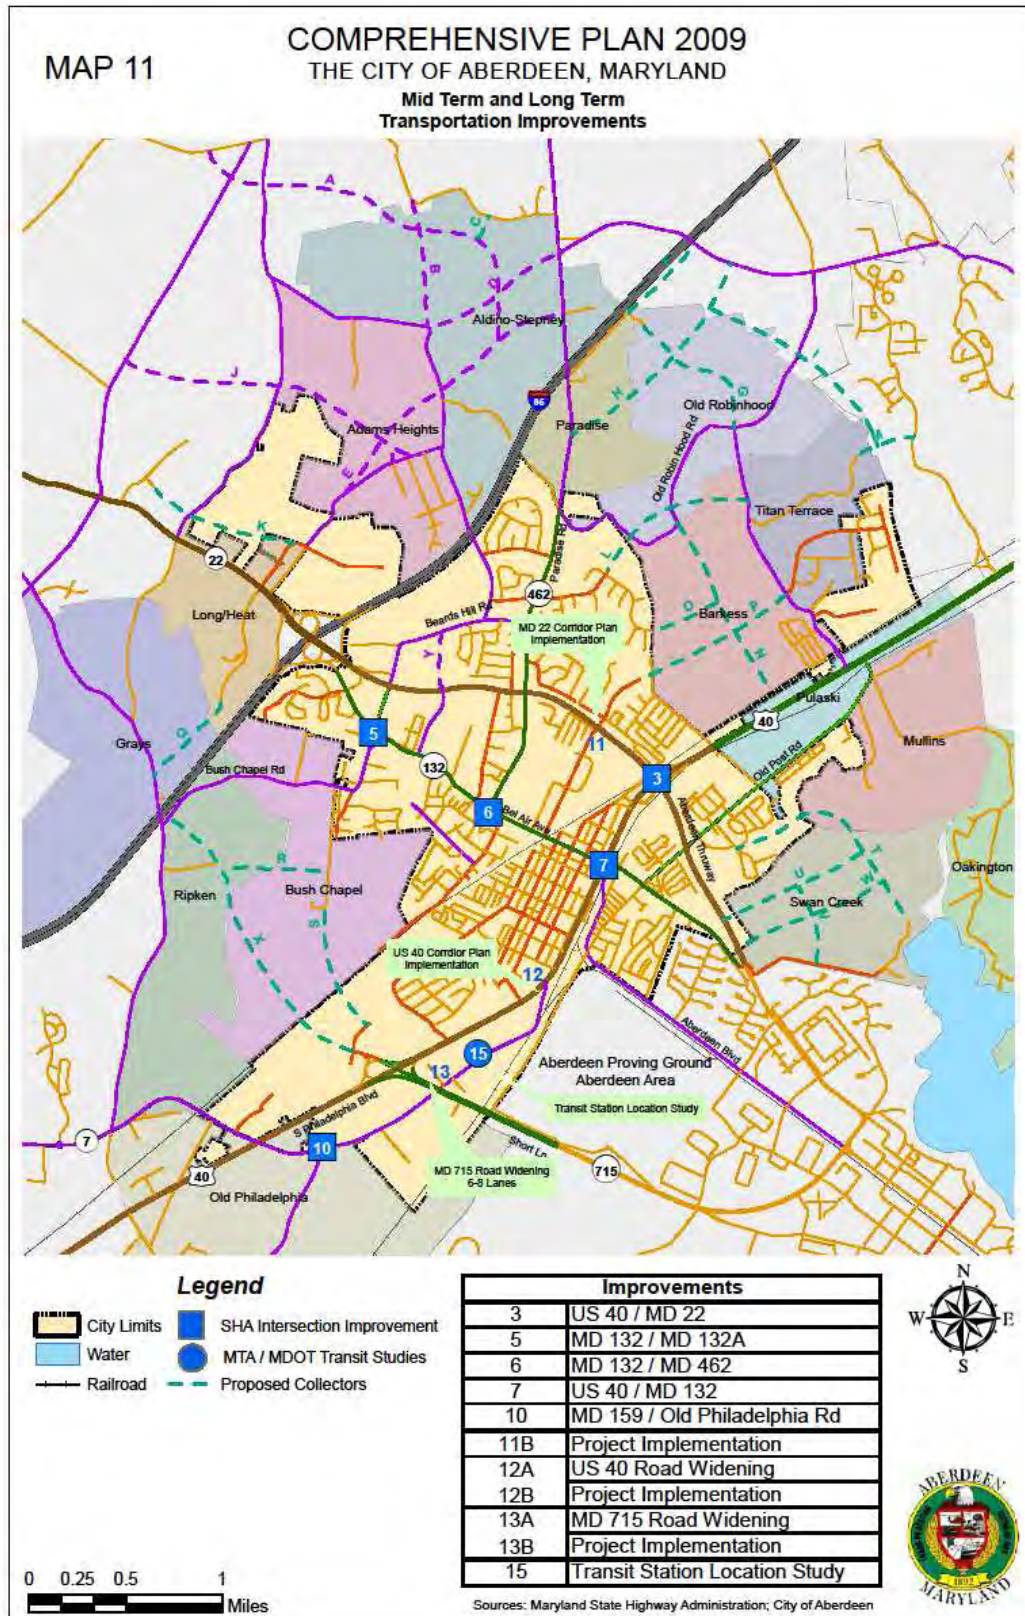 MAP 11
COMPREHENSIVE PLAN 2009
THE CITY OF ABERDEEN, MARYLAND
Mid Term and Long Term
Transportation Improvements
A
B
C
D
Aldino-Stepney
J
Adams Heights
E
86
Paradise
H
G
I
Old Robinhood
Old Robin Hood Rd
Titan Terrace
K
22
Paradise Rd
462
L
Long/Heat
Beards Hill Rd
MD 22 Corridor Plan
Implementation
O
P
Barkess
N
Y
Pulaski
40
Grays
Q
5
132
11
3
Old Post Rd
Mullins
Bush Chapel Rd
6
Bel Air Ave
7
Aberdeen Thruway
Oakington
Ripken
R
Bush Chapel
S
X
U
T
W
V
Swan Creek
US 40 Corridor Plan
Implementation
12
15
13
Aberdeen Blvd
Aberdeen Proving Ground
Aberdeen Area
Transit Station Location Study
S Philadelphia Blvd
Short Ln
7
10
40
MD 715 Road Widening
6-8 Lanes
715
Old Philadelphia
Legend
City Limits
SHA Intersection Improvement
Water
MTA / MDOT Transit Studies
Railroad
Proposed Collectors
Improvements
3 US 40 / MD 22
5 MD 132 / MD 132A
6 MD 132 / MD 462
7 US 40 / MD 132
10 MD 159 / Old Philadelphia Rd
11B Project Implementation
12A US 40 Road Widening
12B Project Implementation
13A MD 715 Road Widening
13B Project Implementation
15 Transit Station Location Study
N
W
E
S
ABERDEEN
1892
MARYLAND
0 0.25 0.5 1
Miles
Sources: Maryland State Highway Administration; City of Aberdeen